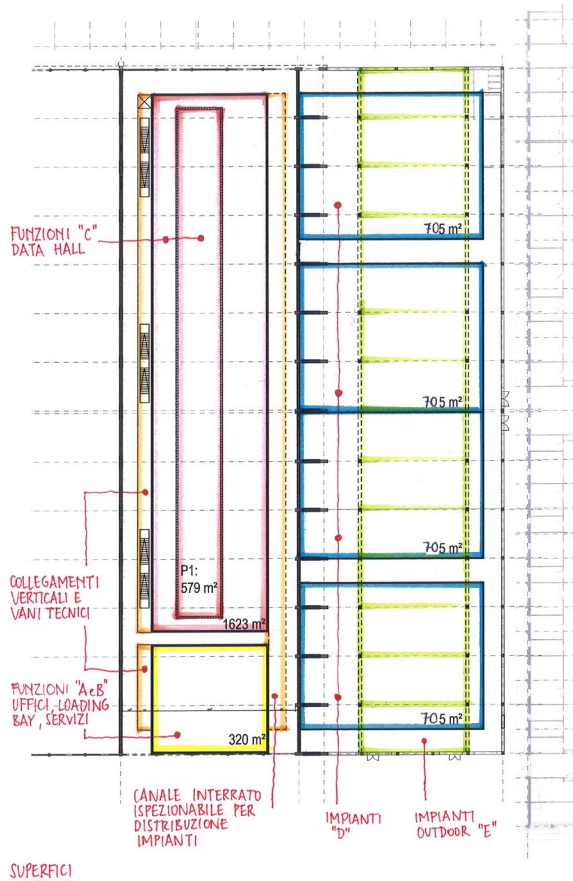 705 m²
FUNZIONI "C"
DATA HALL
705 m²
705 m²
P1:
579 m²
COLLEGAMENTI
VERTICALI E
VANI TECNICI
1623 m²
FUNZIONI "A e B"
UFFICI, LOADING
BAY, SERVIZI
705 m²
320 m²
CANALE INTERRATO
ISPEZIONABILE PER
DISTRIBUZIONE
IMPIANTI
IMPIANTI
"D"
IMPIANTI
OUTDOOR "E"
SUPERFICI